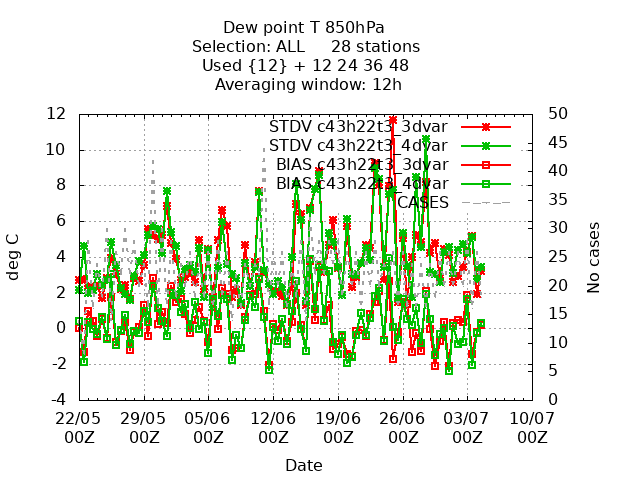 Dew point T 850hPa
Selection: ALL 28 stations
Used {12} + 12 24 36 48
Averaging window: 12h
STDV c43h22t3_3dvar
STDV c43h22t3_4dvar
BIAS c43h22t3_3dvar
BIAS c43h22t3_4dvar
CASES
12
10
8
6
4
2
0
-2
-4
deg C
50
45
40
35
30
25
20
15
10
5
0
No cases
22/05 29/05 05/06 12/06 19/06 26/06 03/07 10/07
00Z 00Z 00Z 00Z 00Z 00Z 00Z 00Z
Date